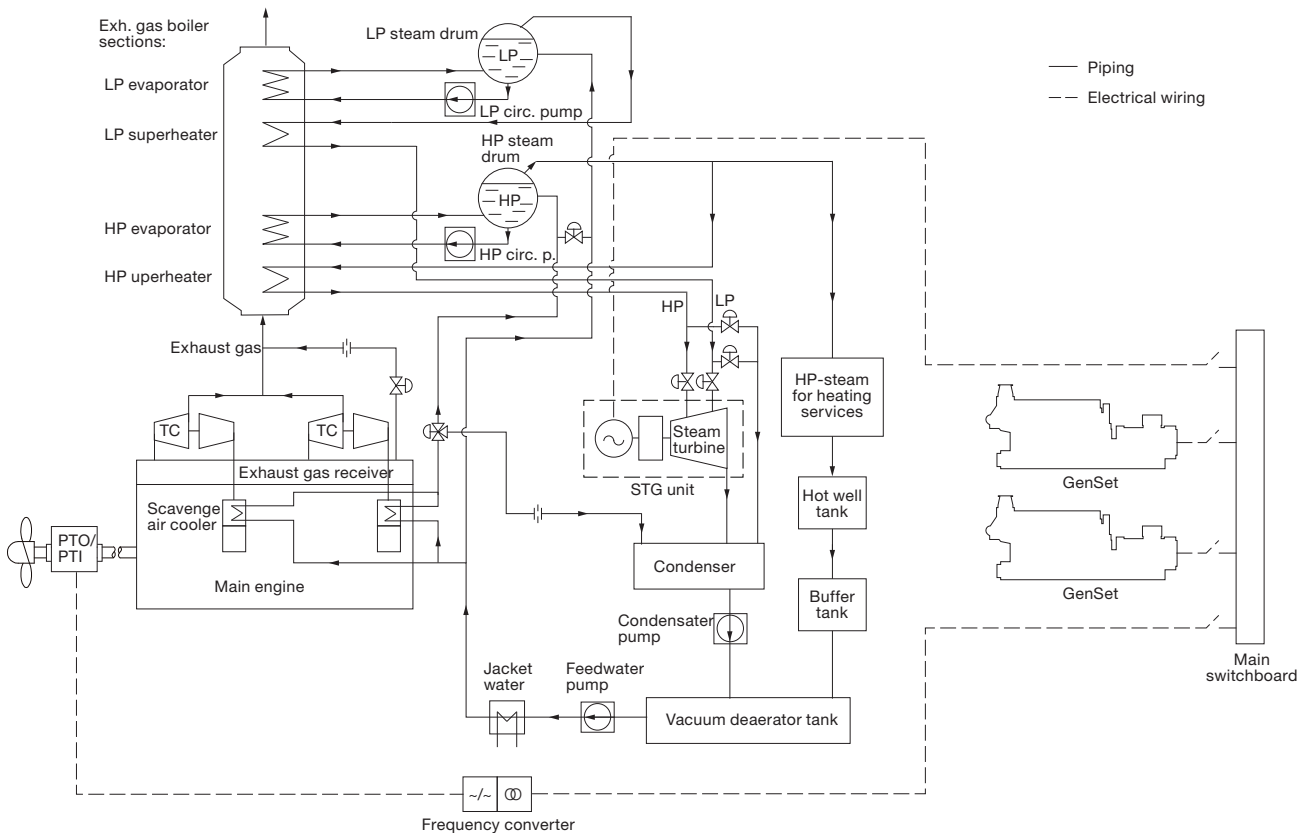 Exh. gas boiler
sections:
LP evaporator
LP superheater
HP evaporator
HP uperheater
LP steam drum
LP
LP circ. pump
HP steam
drum
HP
HP circ. p.
Piping
Electrical wiring
Exhaust gas
TC
TC
Exhaust gas receiver
Scavenge
air cooler
Main engine
PTO/
PTI
HP
LP
Steam
turbine
STG unit
HP-steam
for heating
services
Hot well
tank
Buffer
tank
Condenser
Condensater
pump
Jacket
water
Feedwater
pump
Vacuum deaerator tank
GenSet
GenSet
Main
switchboard
~/~
Frequency converter